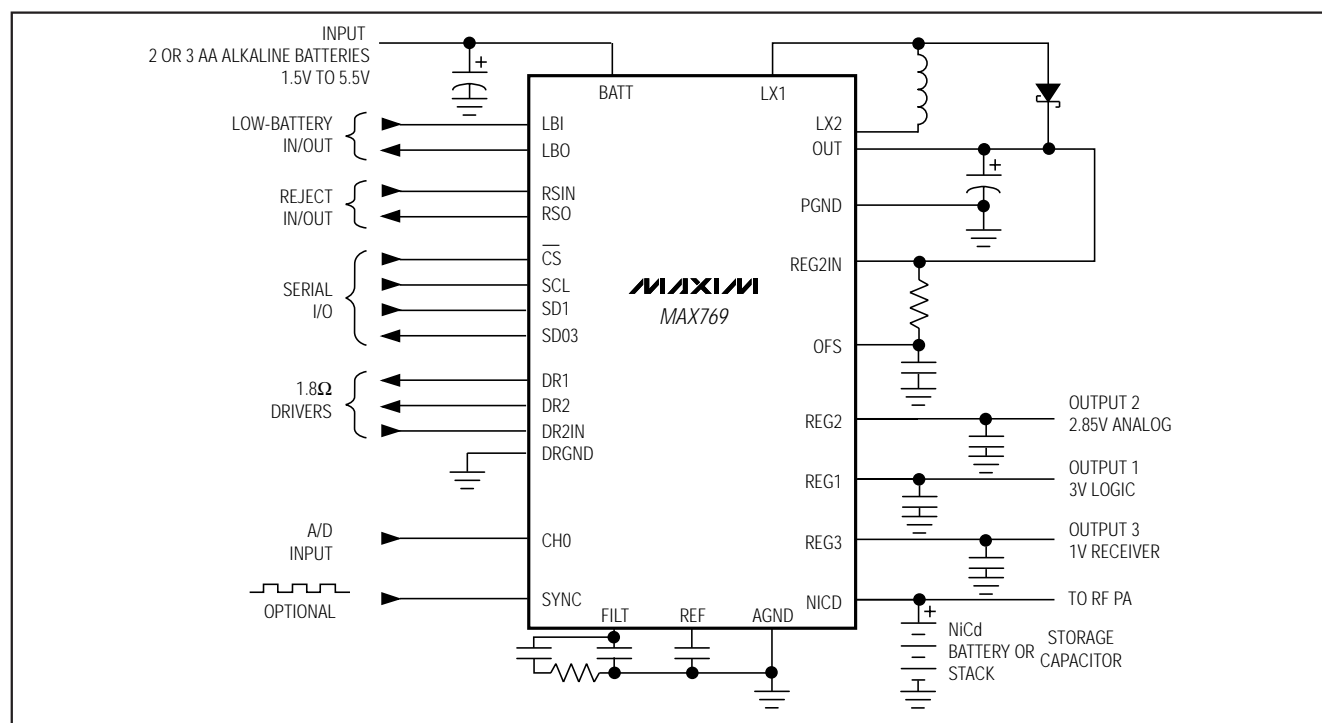 INPUT
2 OR 3 AA ALKALINE BATTERIES
1.5V TO 5.5V
+
BATT
LX1
LX2
OUT
+
PGND
REG2IN
OFS
REG2
OUTPUT 2
2.85V ANALOG
REG1
OUTPUT 1
3V LOGIC
REG3
OUTPUT 3
1V RECEIVER
NICD
TO RF PA
+
NiCd
BATTERY OR
STACK
STORAGE
CAPACITOR
LOW-BATTERY
IN/OUT
LBI
LBO
REJECT
IN/OUT
RSIN
RSO
SERIAL
I/O
CS
SCL
SD1
SD03
MAXIM
MAX769
1.8Ω
DRIVERS
DR1
DR2
DR2IN
DRGND
A/D
INPUT
CH0
OPTIONAL
SYNC
FILT
REF
AGND